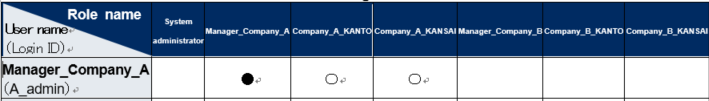 Role name
User name
(Login ID)
System administrator
Manager_Company_A
Company_A_KANTO
Company_A_KANSAI
Manager_Company_B
Company_B_KANTO
Company_B_KANSAI
Manager_Company_A
(A_admin)
● ○ ○